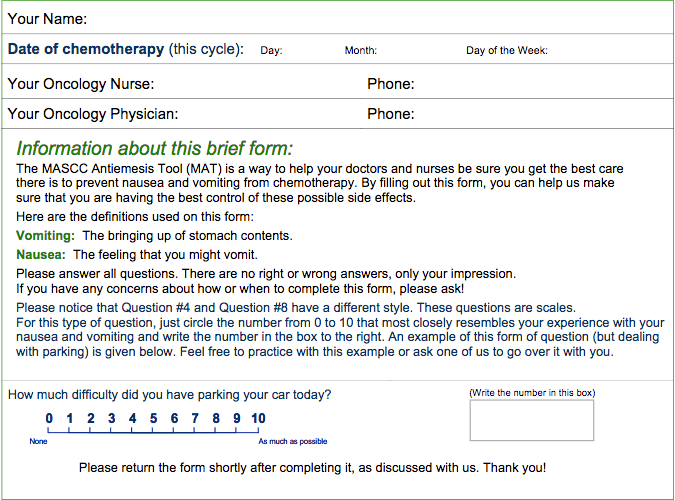 Your Name:
Date of chemotherapy (this cycle): Day: Month: Day of the Week:
Your Oncology Nurse: Phone:
Your Oncology Physician: Phone:
Information about this brief form:
The MASCC Antiemesis Tool (MAT) is a way to help your doctors and nurses be sure you get the best care
there is to prevent nausea and vomiting from chemotherapy. By filling out this form, you can help us make
sure that you are having the best control of these possible side effects.
Here are the definitions used on this form:
Vomiting: The bringing up of stomach contents.
Nausea: The feeling that you might vomit.
Please answer all questions. There are no right or wrong answers, only your impression.
If you have any concerns about how or when to complete this form, please ask!
Please notice that Question #4 and Question #8 have a different style. These questions are scales.
For this type of question, just circle the number from 0 to 10 that most closely resembles your experience with your
nausea and vomiting and write the number in the box to the right. An example of this form of question (but dealing
with parking) is given below. Feel free to practice with this example or ask one of us to go over it with you.
How much difficulty did you have parking your car today? (Write the number in this box)
0 1 2 3 4 5 6 7 8 9 10
None As much as possible
Please return the form shortly after completing it, as discussed with us. Thank you!